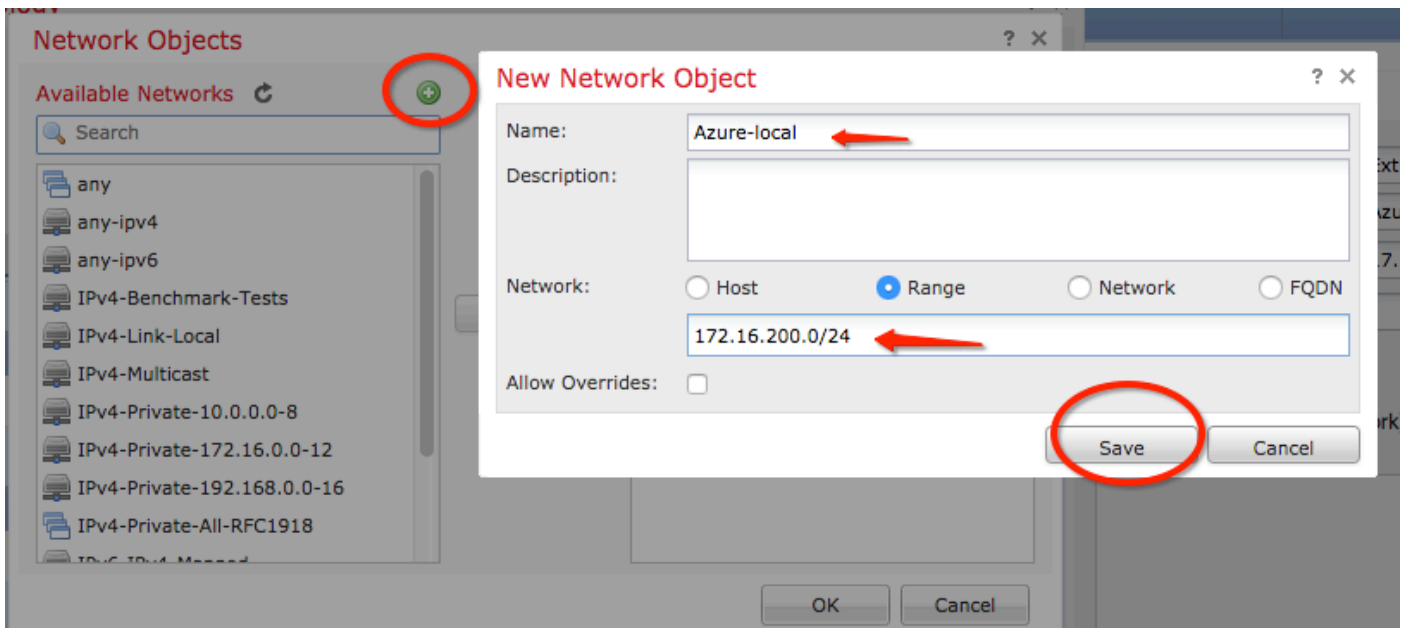 Network Objects
? ×
Available Networks
Search
any
any-ipv4
any-ipv6
IPv4-Benchmark-Tests
IPv4-Link-Local
IPv4-Multicast
IPv4-Private-10.0.0.0-8
IPv4-Private-172.16.0.0-12
IPv4-Private-192.168.0.0-16
IPv4-Private-All-RFC1918
OK
Cancel
New Network Object
? ×
Name:
Azure-local
Description:
Network:
Host
Range
Network
FQDN
172.16.200.0/24
Allow Overrides:
Save
Cancel